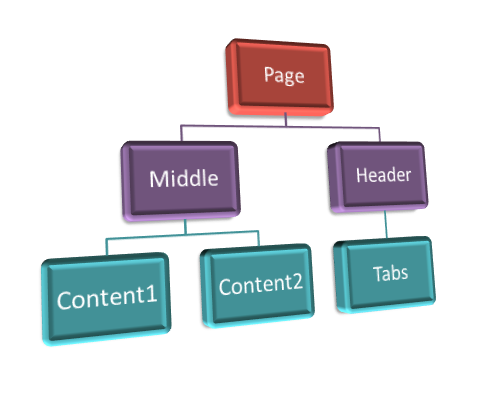 Page
Middle
Header
Content1
Content2
Tabs